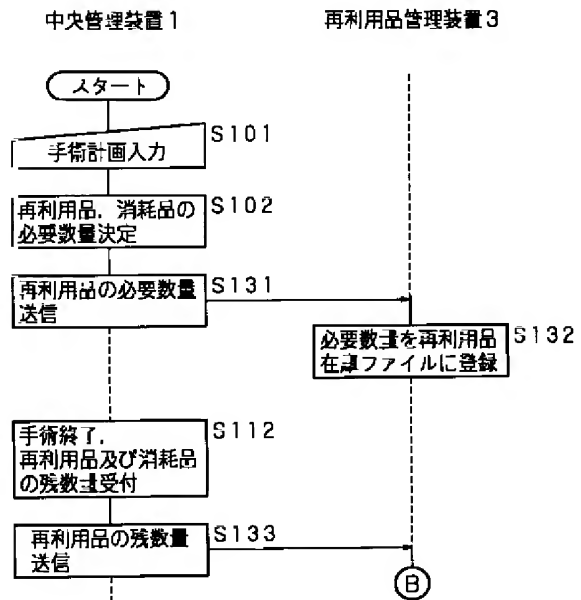 中央管理装置1
再利用品管理装置3
スタート
S101
手術計画入力
S102
再利用品，消耗品の
必要数量決定
S131
再利用品の必要数量
送信
S132
必要数量を再利用品
在庫ファイルに登録
S112
手術終了，
再利用品及び消耗品
の残数量受付
S133
再利用品の残数量
送信
B